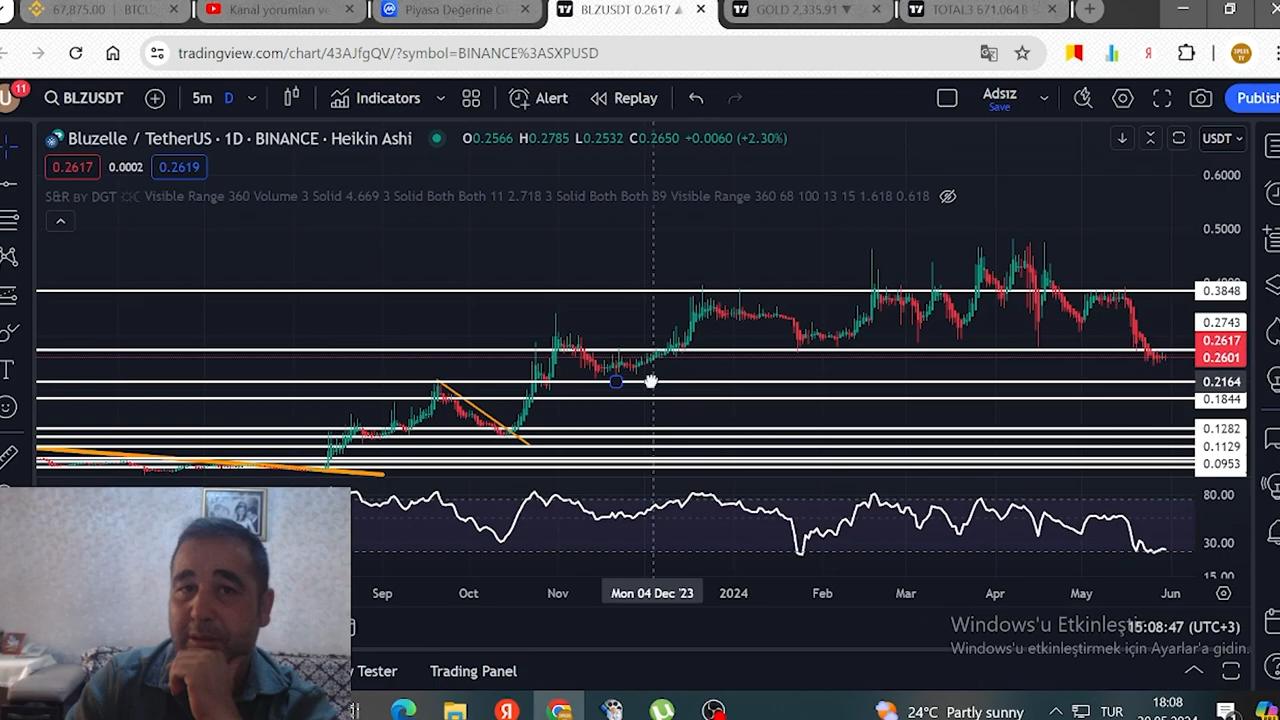 67,875.00 | BTCU
Kanal yorumları ve
Piyasa Değerine G
BLZUSDT 0.2617 ▲
GOLD 2,335.91 ▼
TOTAL3 671.064B
tradingview.com/chart/43AJfgQV/?symbol=BINANCE%3ASXPUSD
U 11 BLZUSDT 5m D Indicators Alert Replay Adsız Save Publish
Bluzelle / TetherUS · 1D · BINANCE · Heikin Ashi O0.2566 H0.2785 L0.2532 C0.2650 +0.0060 (+2.30%) USDT
0.2617 0.0002 0.2619
S&R BY DGT Visible Range 360 Volume 3 Solid 4.669 3 Solid Both Both 11 2.718 3 Solid Both Both 89 Visible Range 360 68 100 13 15 1.618 0.618
0.6000
0.5000
0.3848
0.2743
0.2617
0.2601
0.2164
0.1844
0.1282
0.1129
0.0953
80.00
30.00
15.00
Sep Oct Nov Mon 04 Dec '23 2024 Feb Mar Apr May Jun
Windows'u Etkinleşt
15:08:47 (UTC+3)
Windows'u etkinleştirmek için Ayarlar'a gidin.
y Tester Trading Panel
24°C Partly sunny TUR 18:08